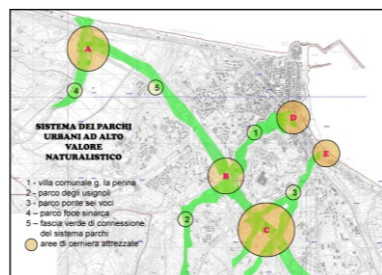 A
4
5
D
1
E
SISTEMA DEI PARCHI
URBANI AD ALTO
VALORE
NATURALISTICO
B
3
2
C
1 - villa comunale g. la penna
2 - parco degli usignoli
3 - parco ponte sei voci
4 – parco foce sinarca
5 – fascia verde di connessione
del sistema parchi
aree di cerniera attrezzate